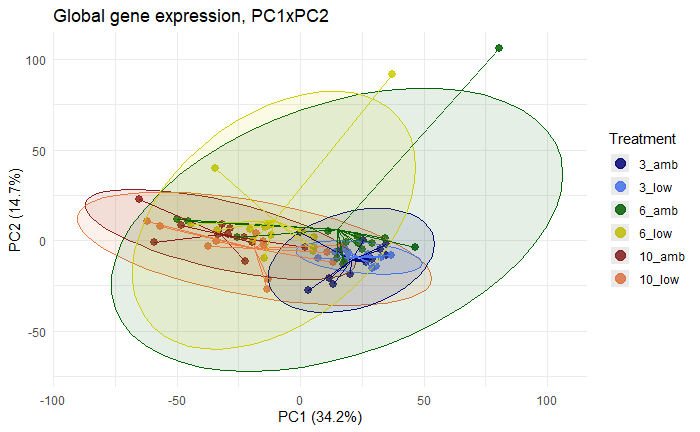 Global gene expression, PC1xPC2
100
50
0
-50
PC2 (14.7%)
-100
-50
0
50
100
PC1 (34.2%)
Treatment
3_amb
3_low
6_amb
6_low
10_amb
10_low